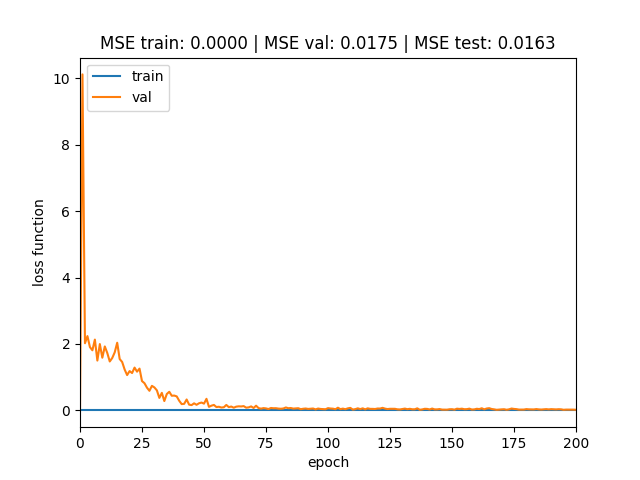 MSE train: 0.0000 | MSE val: 0.0175 | MSE test: 0.0163
train
val
10
8
6
4
2
0
loss function
0 25 50 75 100 125 150 175 200
epoch